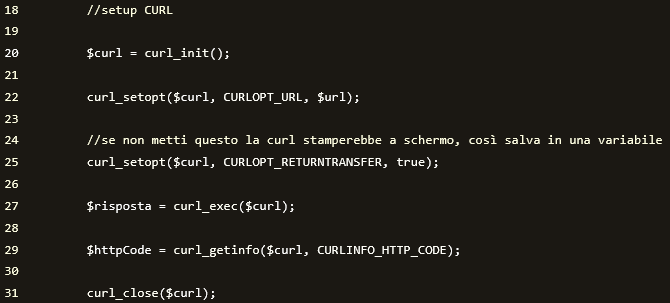 18 //setup CURL
19
20 $curl = curl_init();
21
22 curl_setopt($curl, CURLOPT_URL, $url);
23
24 //se non metti questo la curl stamperebbe a schermo, così salva in una variabile
25 curl_setopt($curl, CURLOPT_RETURNTRANSFER, true);
26
27 $risposta = curl_exec($curl);
28
29 $httpCode = curl_getinfo($curl, CURLINFO_HTTP_CODE);
30
31 curl_close($curl);